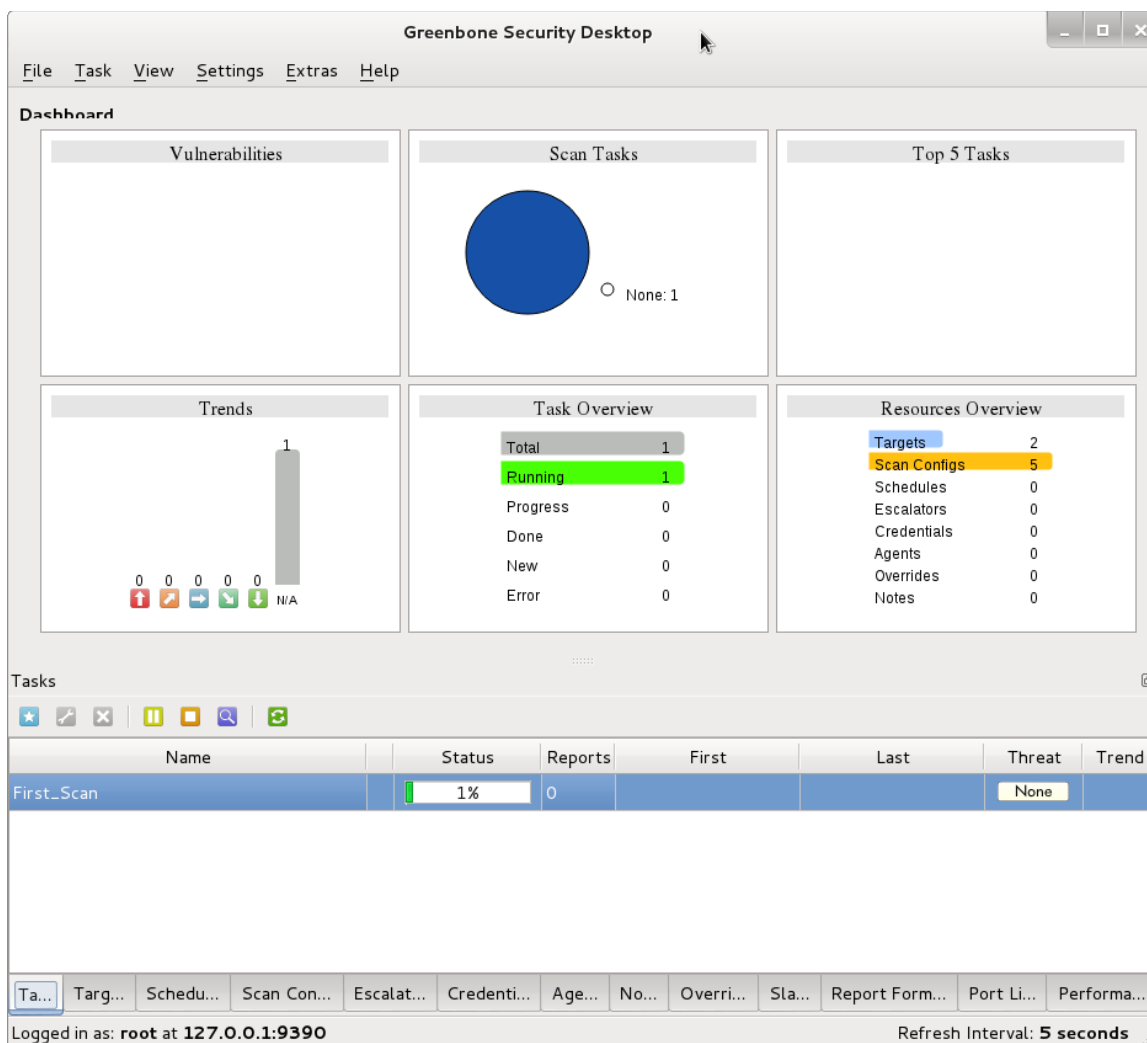 Greenbone Security Desktop
File Task View Settings Extras Help
Dashboard
Vulnerabilities
Scan Tasks
None: 1
Top 5 Tasks
Trends
1
0 0 0 0 0
N/A
Task Overview
Total 1
Running 1
Progress 0
Done 0
New 0
Error 0
Resources Overview
Targets 2
Scan Configs 5
Schedules 0
Escalators 0
Credentials 0
Agents 0
Overrides 0
Notes 0
Tasks
Name Status Reports First Last Threat Trend
First_Scan 1% 0 None
Ta... Targ... Schedu... Scan Con... Escalat... Credenti... Age... No... Overri... Sla... Report Form... Port Li... Performa...
Logged in as: root at 127.0.0.1:9390 Refresh Interval: 5 seconds